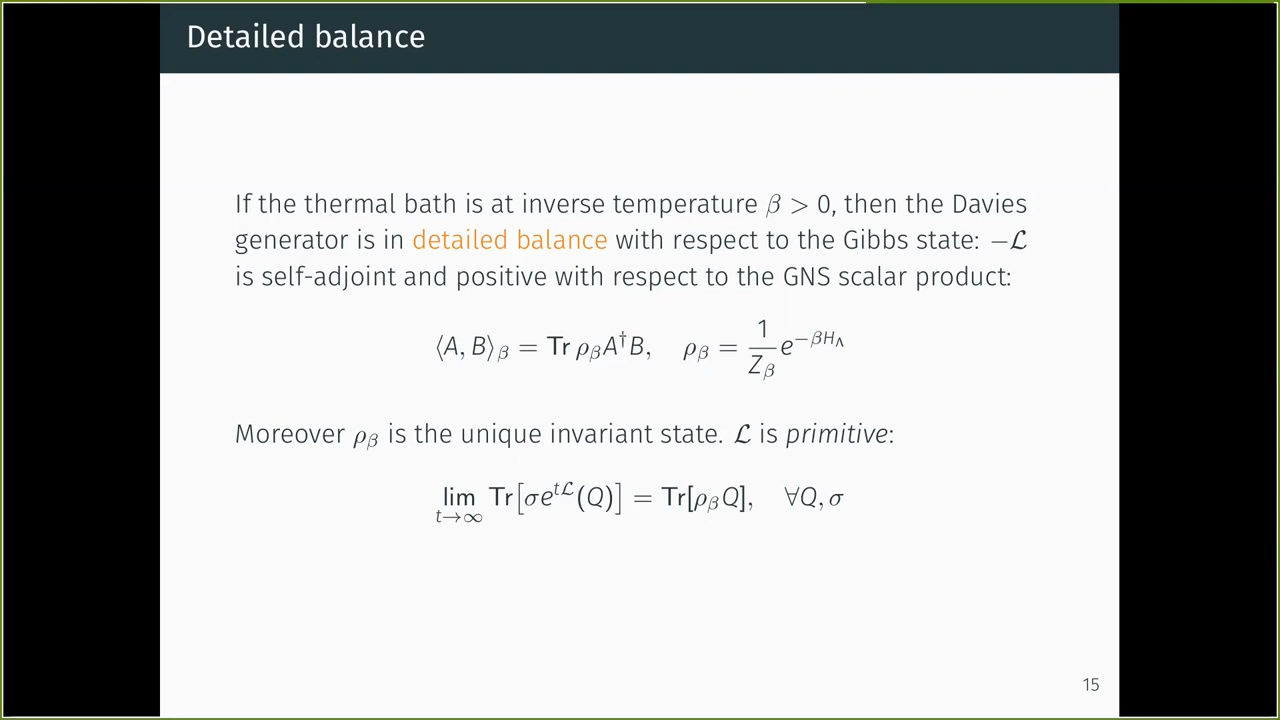 Detailed balance
If the thermal bath is at inverse temperature β > 0, then the Davies
generator is in detailed balance with respect to the Gibbs state: −ℒ
is self-adjoint and positive with respect to the GNS scalar product:
⟨A, B⟩_β = Tr ρ_β A†B,   ρ_β = 1/Z_β e^{−βH_Λ}
Moreover ρ_β is the unique invariant state. ℒ is primitive:
lim_{t→∞} Tr[σe^{tℒ}(Q)] = Tr[ρ_βQ],   ∀Q, σ
15